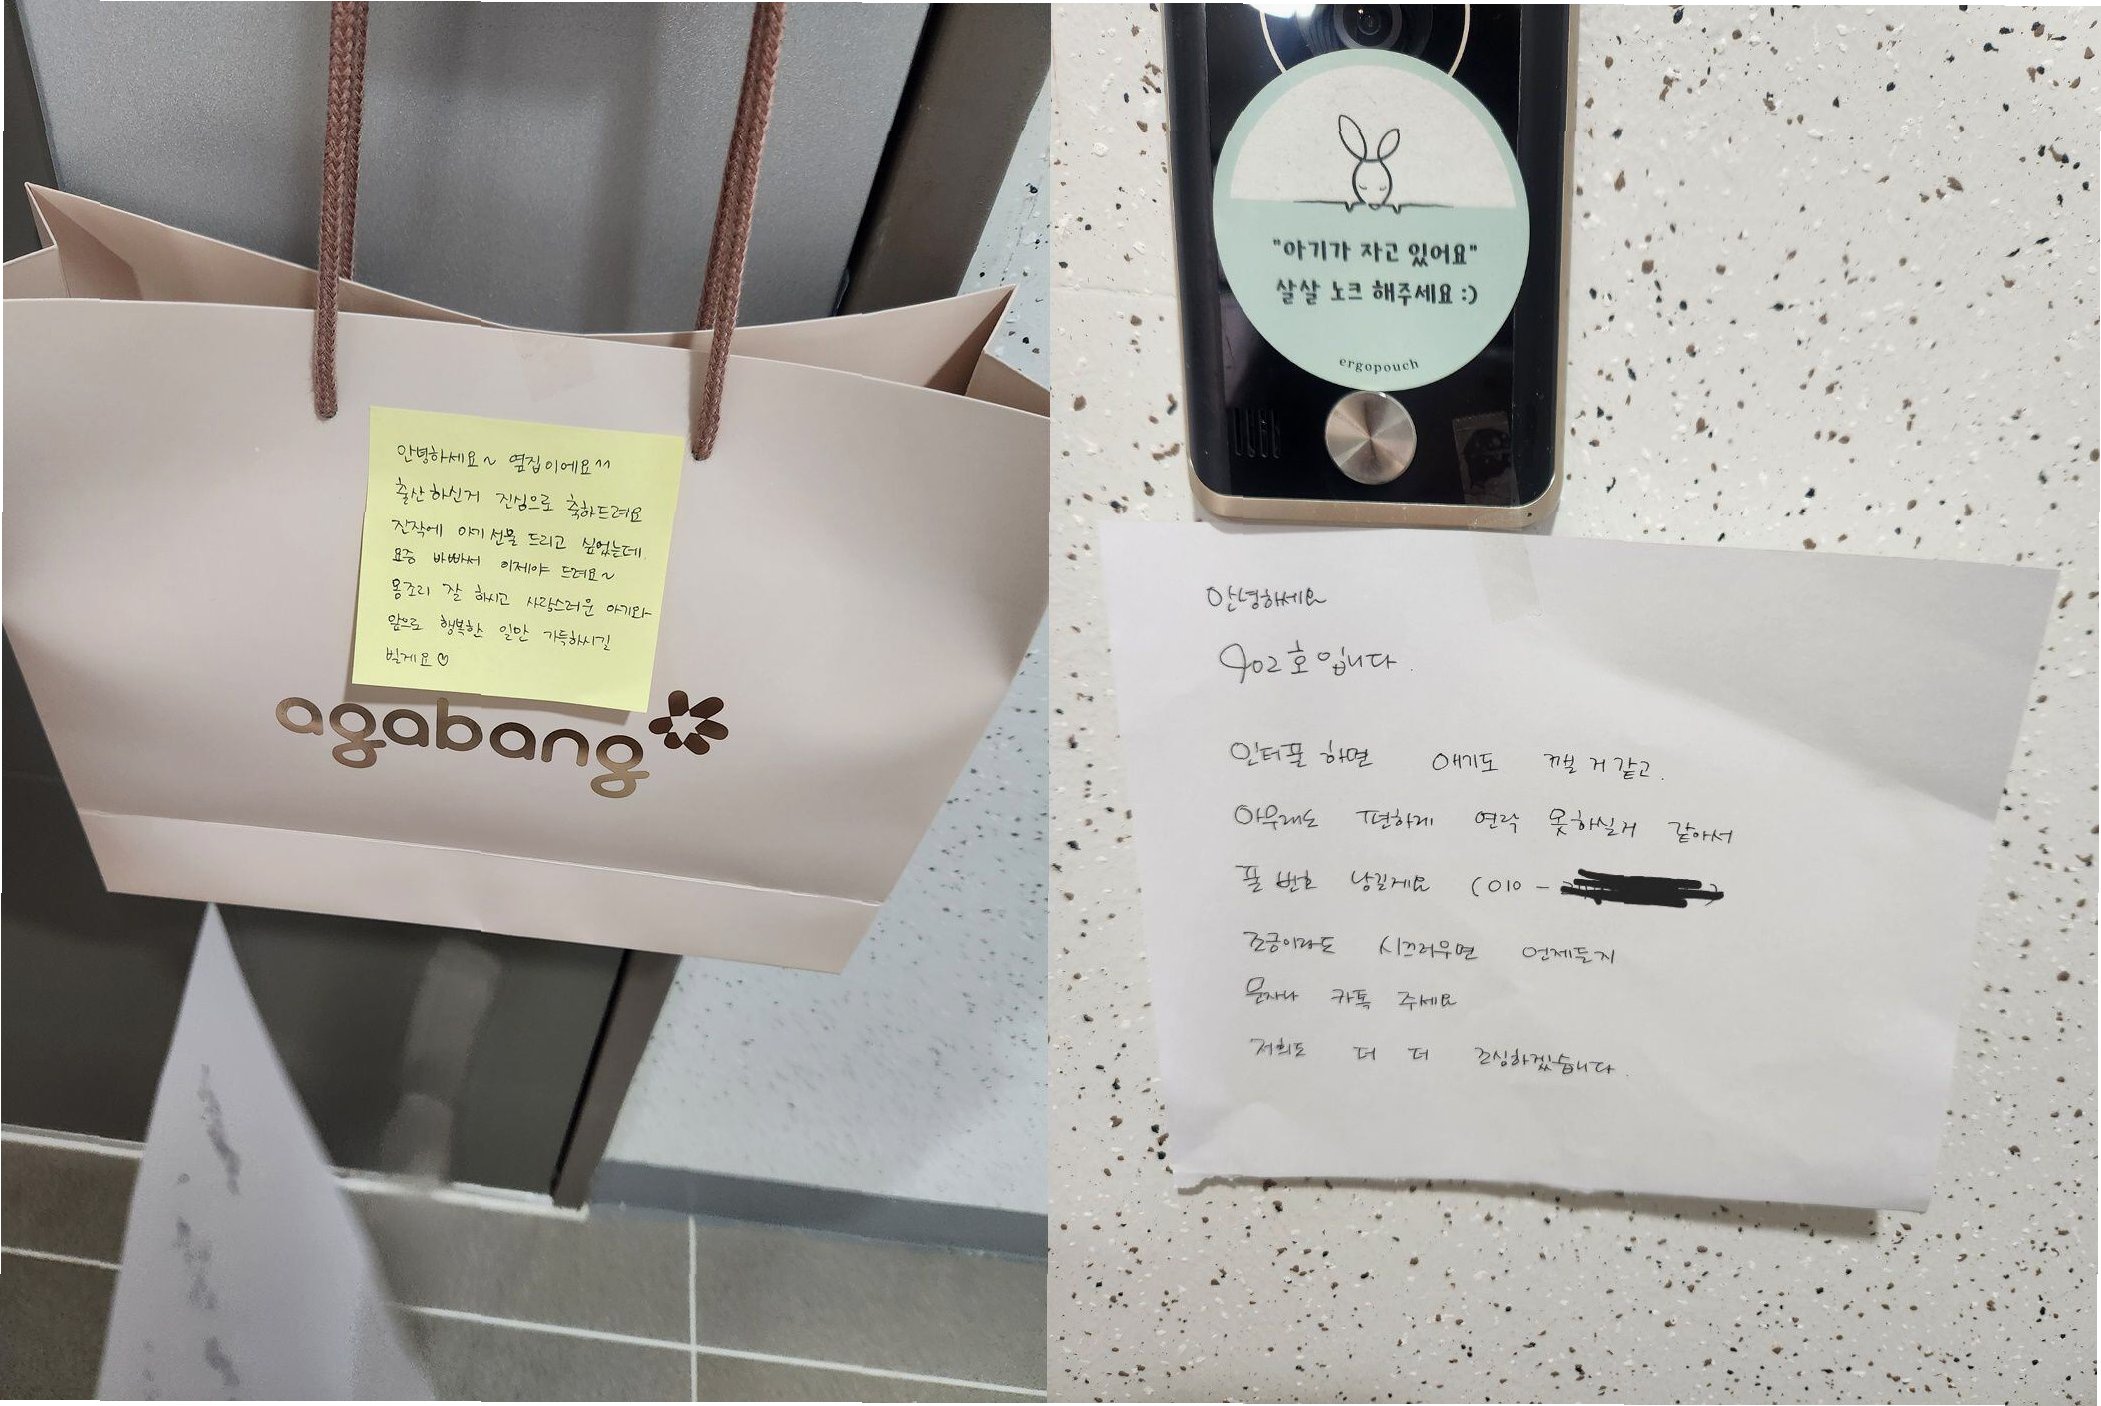 안녕하세요~ 옆집이에요^^
출산하신거 진심으로 축하드려요
진작에 아기선물 드리고 싶었는데
요즘 바빠서 이제야 드려요~
몸조리 잘 하시고 사랑스러운 아기와
앞으로 행복한 일만 가득하시길
빌게요♡
agabang
"아기가 자고 있어요"
살살 노크 해주세요 :)
ergopouch
안녕하세요
902호입니다.
인터폰 하면 애기도 깨볼거같고.
아무래도 편하게 연락 못하실거 같아서
폰 번호 남길게요 (010 - )
조금이라도 시끄러우면 언제든지
문자나 카톡 주세요
저희도 더 더 조심하겠습니다.